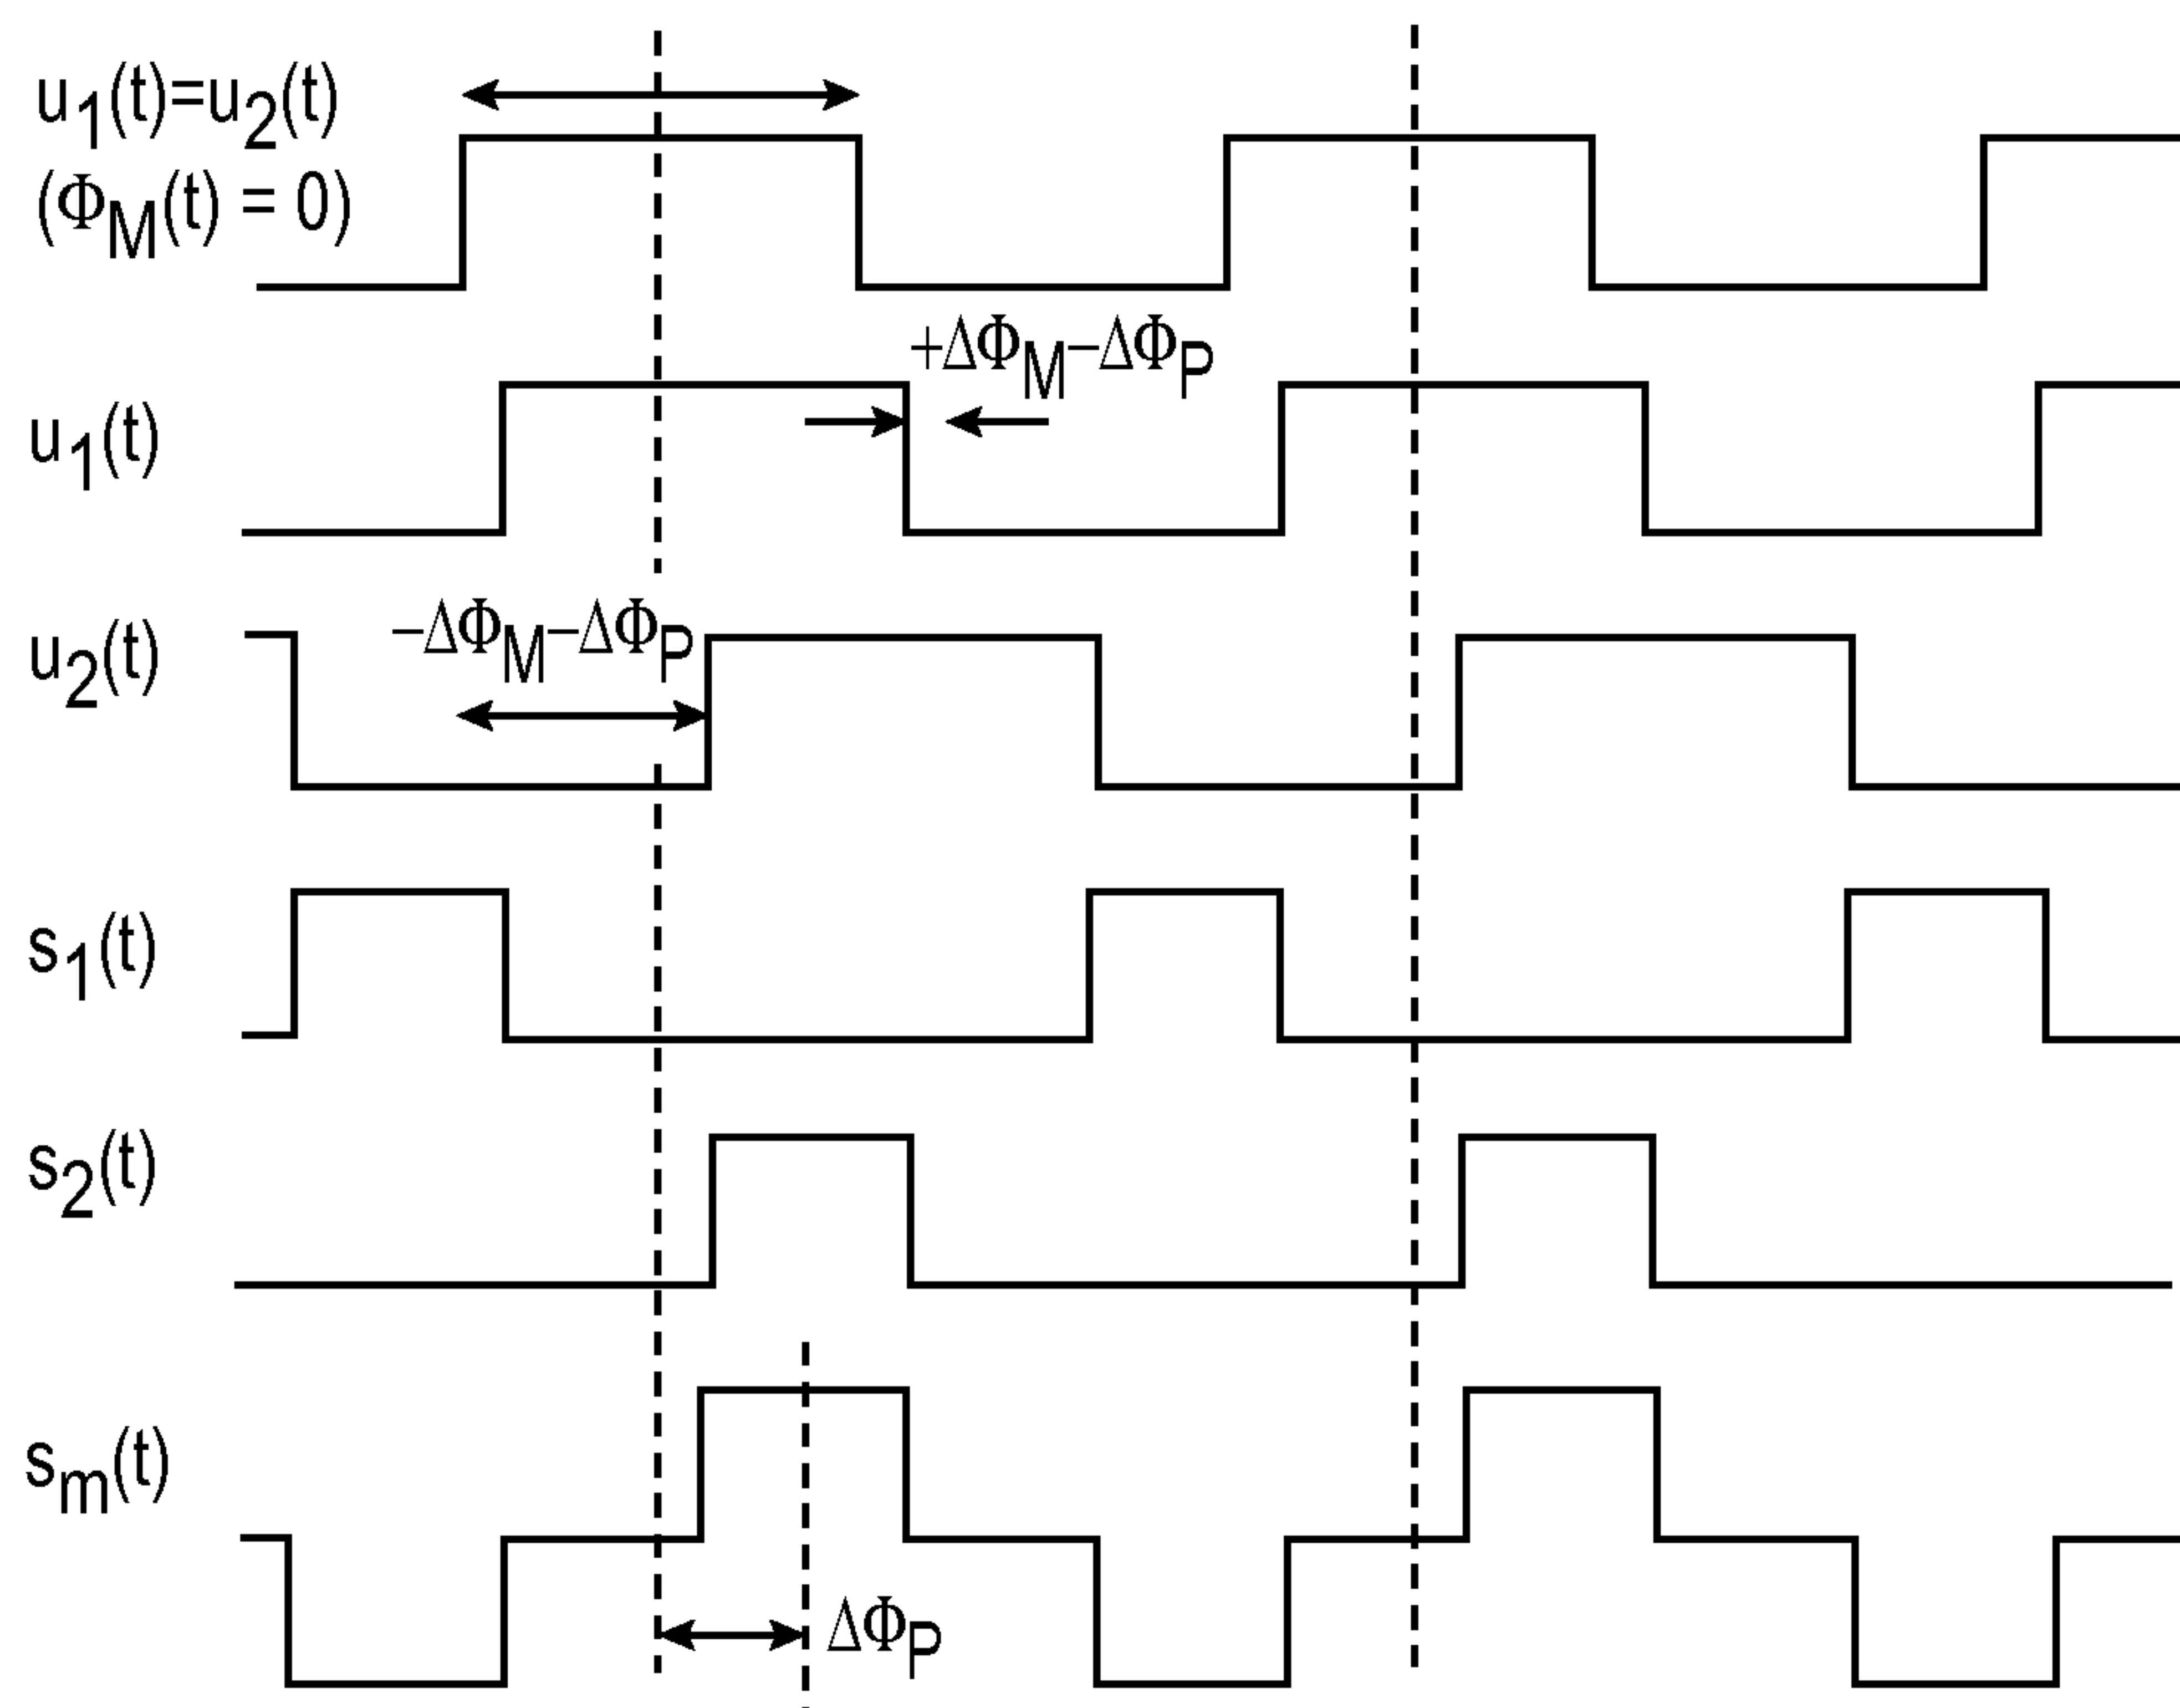 u1(t)=u2(t)
(ΦM(t) = 0)
+ΔΦM−ΔΦP
u1(t)
−ΔΦM−ΔΦP
u2(t)
s1(t)
s2(t)
sm(t)
ΔΦP